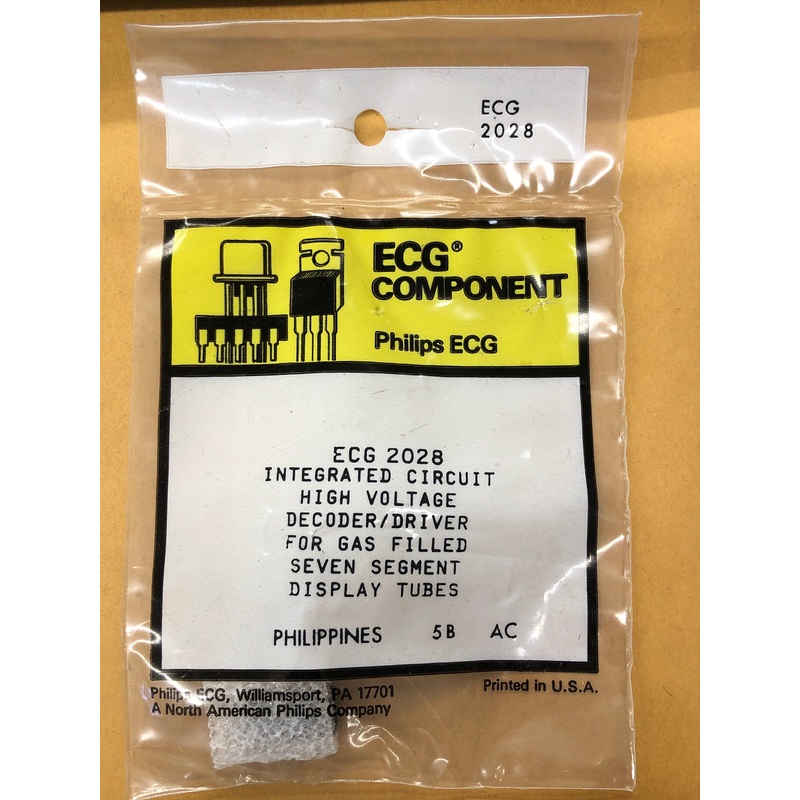 ECG
2028
ECG®
COMPONENT
Philips ECG
ECG 2028
INTEGRATED CIRCUIT
HIGH VOLTAGE
DECODER/DRIVER
FOR GAS FILLED
SEVEN SEGMENT
DISPLAY TUBES
PHILIPPINES 5B AC
Philips ECG, Williamsport, PA 17701
A North American Philips Company
Printed in U.S.A.